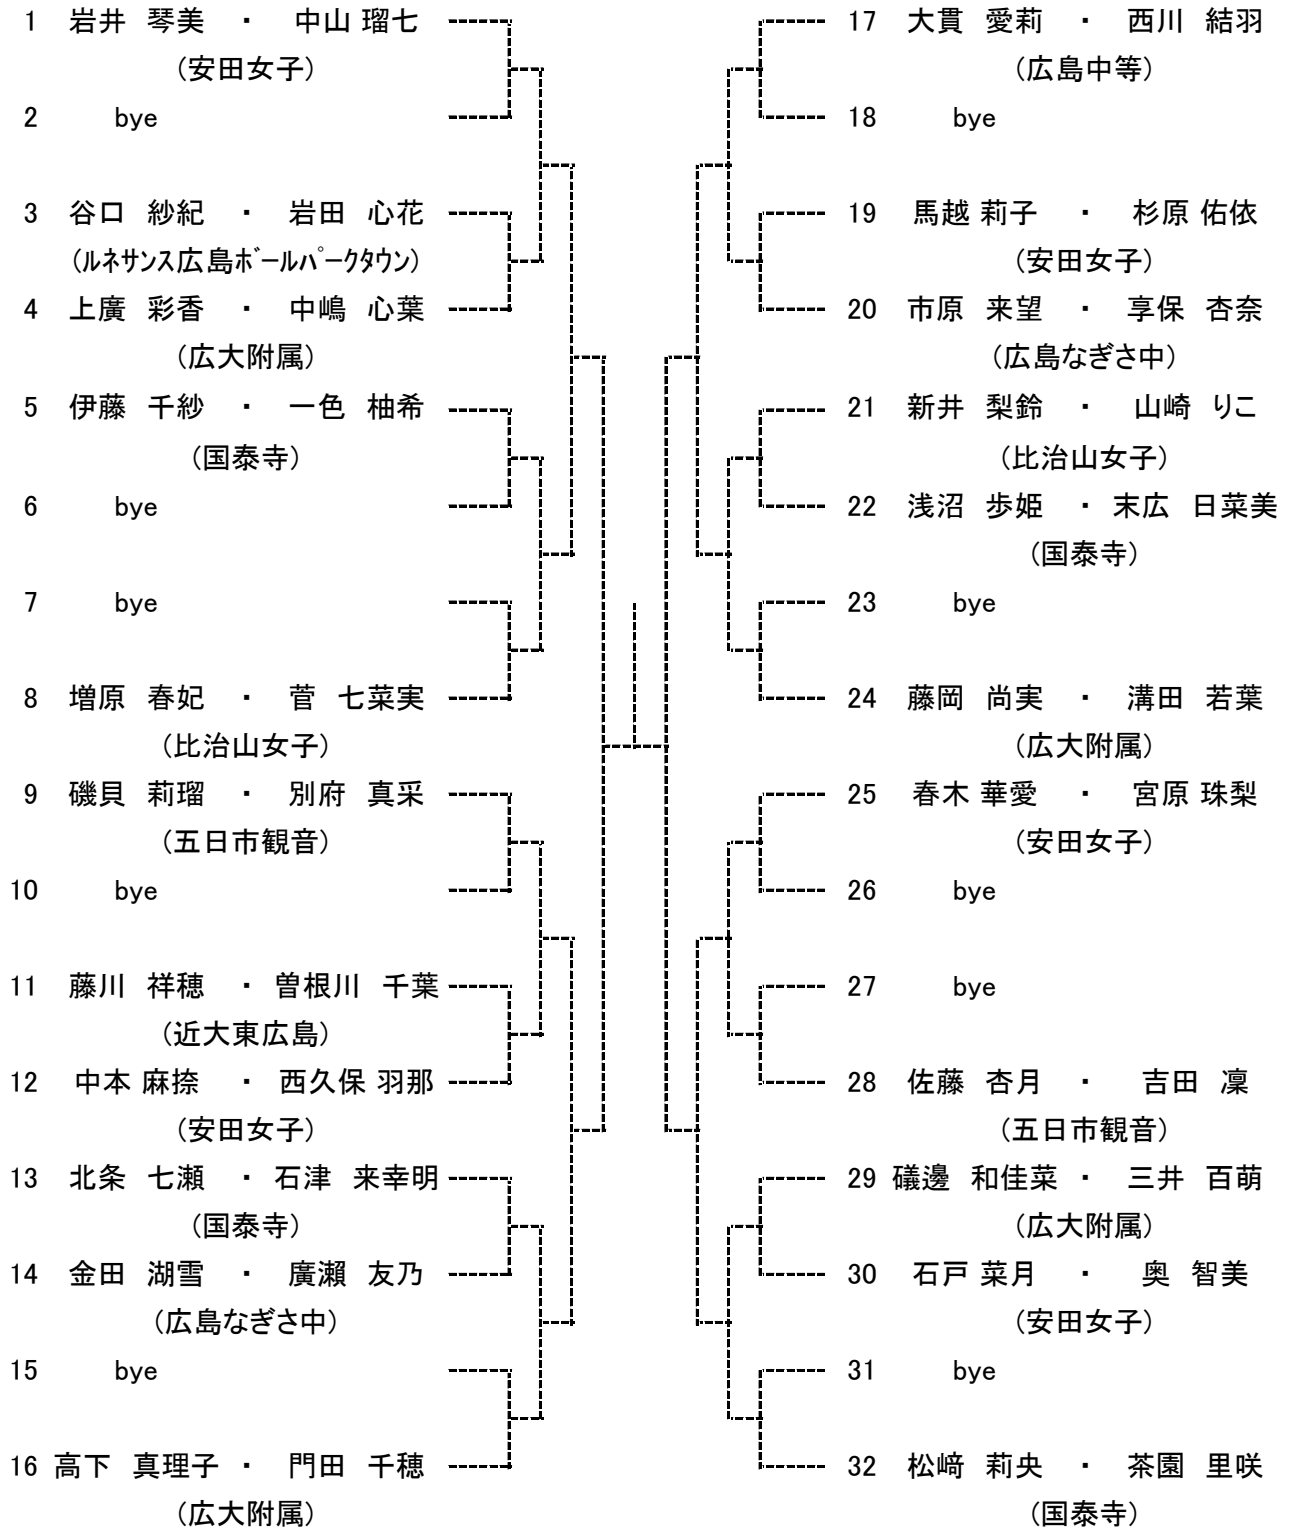 1 岩井 琴美 ・ 中山 瑠七
(安田女子)
2 bye
3 谷口 紗紀 ・ 岩田 心花
(ルネサンス広島ボールパークタウン)
4 上廣 彩香 ・ 中嶋 心葉
(広大附属)
5 伊藤 千紗 ・ 一色 柚希
(国泰寺)
6 bye
7 bye
8 増原 春妃 ・ 菅 七菜実
(比治山女子)
9 磯貝 莉瑠 ・ 別府 真采
(五日市観音)
10 bye
11 藤川 祥穂 ・ 曽根川 千葉
(近大東広島)
12 中本 麻捺 ・ 西久保 羽那
(安田女子)
13 北条 七瀬 ・ 石津 来幸明
(国泰寺)
14 金田 湖雪 ・ 廣瀨 友乃
(広島なぎさ中)
15 bye
16 高下 真理子 ・ 門田 千穂
(広大附属)
17 大貫 愛莉 ・ 西川 結羽
(広島中等)
18 bye
19 馬越 莉子 ・ 杉原 佑依
(安田女子)
20 市原 来望 ・ 享保 杏奈
(広島なぎさ中)
21 新井 梨鈴 ・ 山崎 りこ
(比治山女子)
22 浅沼 歩姫 ・ 末広 日菜美
(国泰寺)
23 bye
24 藤岡 尚実 ・ 溝田 若葉
(広大附属)
25 春木 華愛 ・ 宮原 珠梨
(安田女子)
26 bye
27 bye
28 佐藤 杏月 ・ 吉田 凜
(五日市観音)
29 礒邊 和佳菜 ・ 三井 百萌
(広大附属)
30 石戸 菜月 ・ 奥 智美
(安田女子)
31 bye
32 松﨑 莉央 ・ 茶園 里咲
(国泰寺)